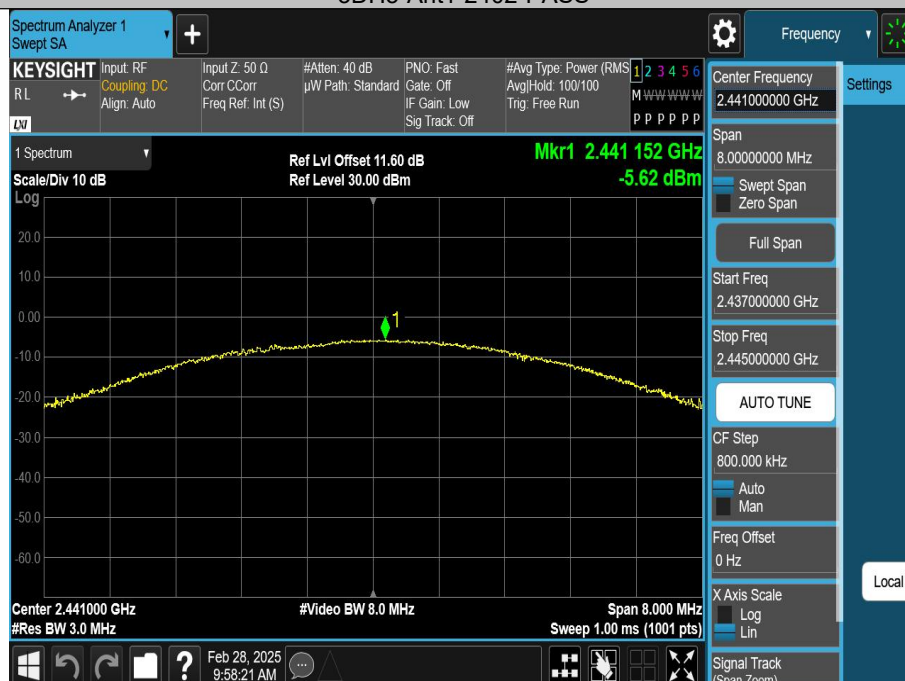 Spectrum Analyzer 1
Swept SA
+
Frequency
KEYSIGHT
RL
LXI
Input: RF
Coupling: DC
Align: Auto
Input Z: 50 Ω
Corr CCorr
Freq Ref: Int (S)
#Atten: 40 dB
µW Path: Standard
PNO: Fast
Gate: Off
IF Gain: Low
Sig Track: Off
#Avg Type: Power (RMS
Avg|Hold: 100/100
Trig: Free Run
1 2 3 4 5 6
M W W W W W
P P P P P P
1 Spectrum
Scale/Div 10 dB
Log
Ref Lvl Offset 11.60 dB
Ref Level 30.00 dBm
Mkr1 2.441 152 GHz
-5.62 dBm
20.0
10.0
0.00
-10.0
-20.0
-30.0
-40.0
-50.0
-60.0
1
Center 2.441000 GHz
#Res BW 3.0 MHz
#Video BW 8.0 MHz
Span 8.000 MHz
Sweep 1.00 ms (1001 pts)
Feb 28, 2025
9:58:21 AM
?
Center Frequency
2.441000000 GHz
Span
8.00000000 MHz
Swept Span
Zero Span
Full Span
Start Freq
2.437000000 GHz
Stop Freq
2.445000000 GHz
AUTO TUNE
CF Step
800.000 kHz
Auto
Man
Freq Offset
0 Hz
X Axis Scale
Log
Lin
Signal Track
(Span Zoom)
Settings
Local